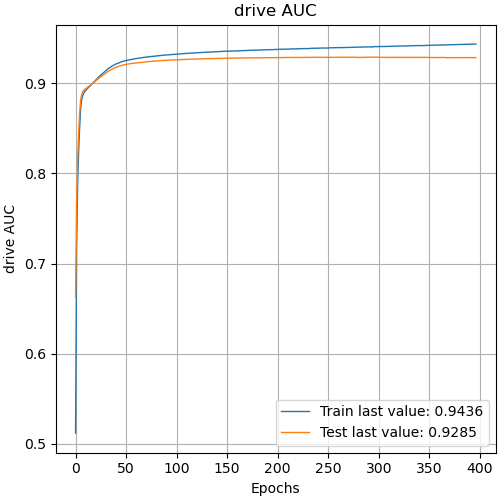 drive AUC
drive AUC
0.9
0.8
0.7
0.6
0.5
0 50 100 150 200 250 300 350 400
Epochs
Train last value: 0.9436
Test last value: 0.9285